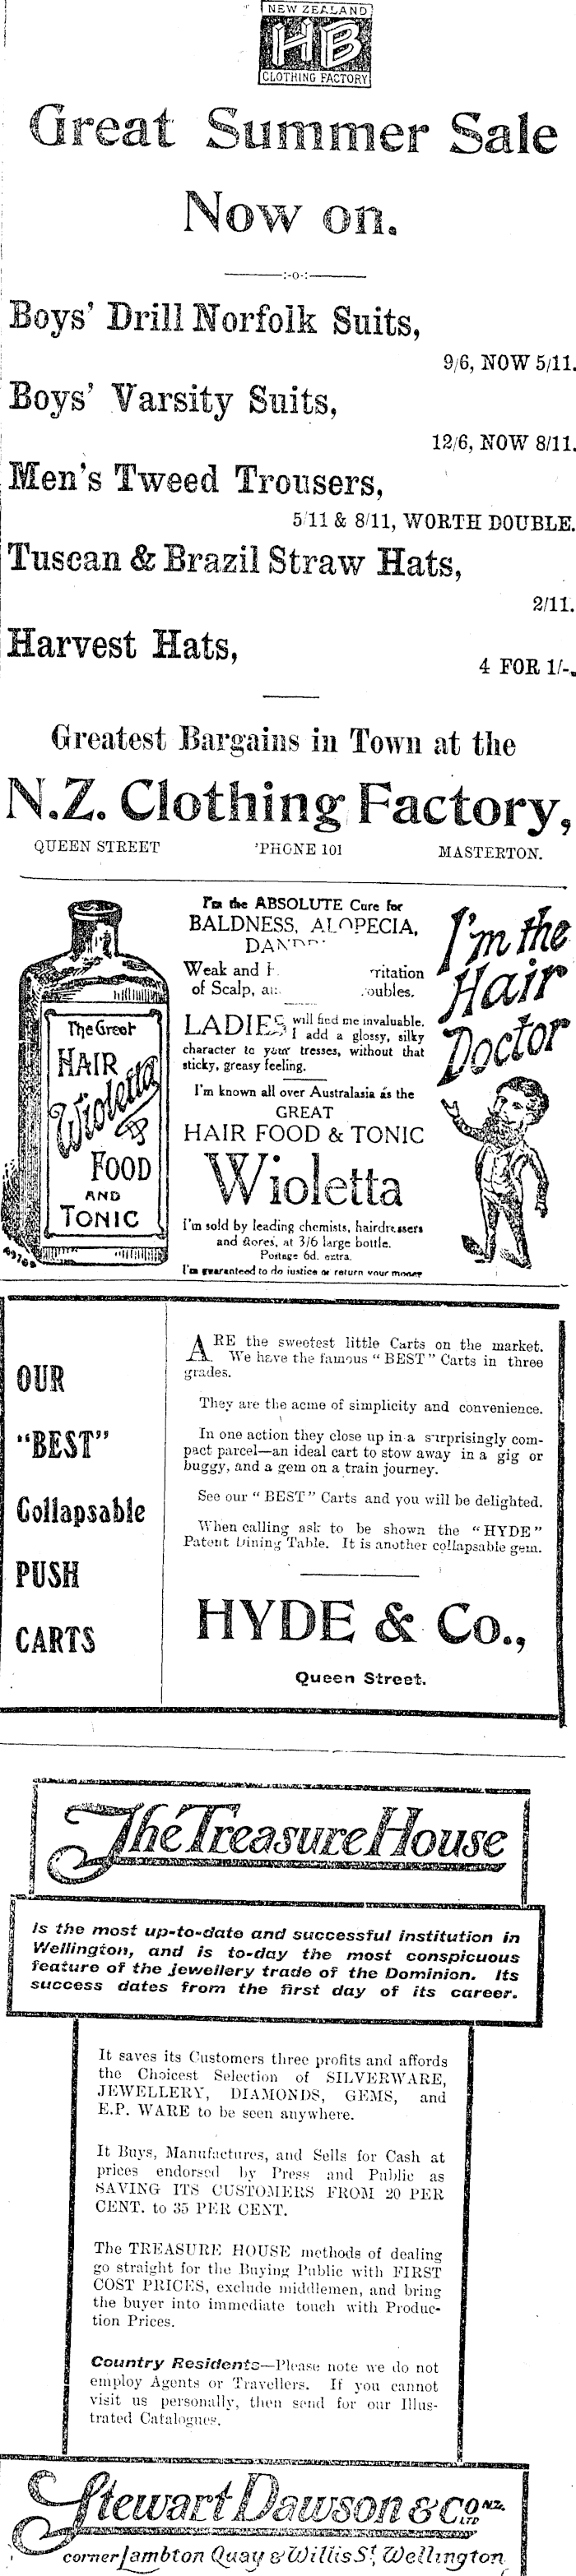 NEW ZEALAND
HB
CLOTHING FACTORY
Great Summer Sale
Now on.
:-o-:
Boys' Drill Norfolk Suits,
9/6, NOW 5/11.
Boys' Varsity Suits,
12/6, NOW 8/11.
Men's Tweed Trousers,
5/11 & 8/11, WORTH DOUBLE.
Tuscan & Brazil Straw Hats,
2/11.
Harvest Hats,
4 FOR 1/-.
Greatest Bargains in Town at the
N.Z. Clothing Factory,
QUEEN STREET 'PHONE 101 MASTERTON.
The Great
HAIR
Wioletta
FOOD
AND
TONIC
I'm the ABSOLUTE Cure for
BALDNESS, ALOPECIA,
Weak and
of Scalp,
LADIES will find me invaluable.
I add a glossy, silky
character to your tresses, without that
sticky, greasy feeling.
I'm known all over Australasia as the
GREAT
HAIR FOOD & TONIC
Wioletta
I'm sold by leading chemists, hairdressers
and stores, at 3/6 large bottle.
Postage 6d. extra.
I'm guaranteed to do justice or return your money
I'm the
Hair
Doctor
OUR
"BEST"
Collapsable
PUSH
CARTS
ARE the sweetest little Carts on the market.
We have the famous "BEST" Carts in three
grades.
They are the acme of simplicity and convenience.
In one action they close up in a surprisingly com-
pact parcel—an ideal cart to stow away in a gig or
buggy, and a gem on a train journey.
See our "BEST" Carts and you will be delighted.
When calling ask to be shown the "HYDE"
Patent Dining Table. It is another collapsable gem.
HYDE & Co.,
Queen Street.
The Treasure House
Is the most up-to-date and successful institution in
Wellington, and is to-day the most conspicuous
feature of the jewellery trade of the Dominion. Its
success dates from the first day of its career.
It saves its Customers three profits and affords
the Choicest Selection of SILVERWARE,
JEWELLERY, DIAMONDS, GEMS, and
E.P. WARE to be seen anywhere.
It Buys, Manufactures, and Sells for Cash at
prices endorsed by Press and Public as
SAVING ITS CUSTOMERS FROM 20 PER
CENT. to 35 PER CENT.
The TREASURE HOUSE methods of dealing
go straight for the Buying Public with FIRST
COST PRICES, exclude middlemen, and bring
the buyer into immediate touch with Produc-
tion Prices.
Country Residents—Please note we do not
employ Agents or Travellers. If you cannot
visit us personally, then send for our Illus-
trated Catalogues.
Stewart Dawson & Co. N.Z. LTD
corner Lambton Quay & Willis St, Wellington